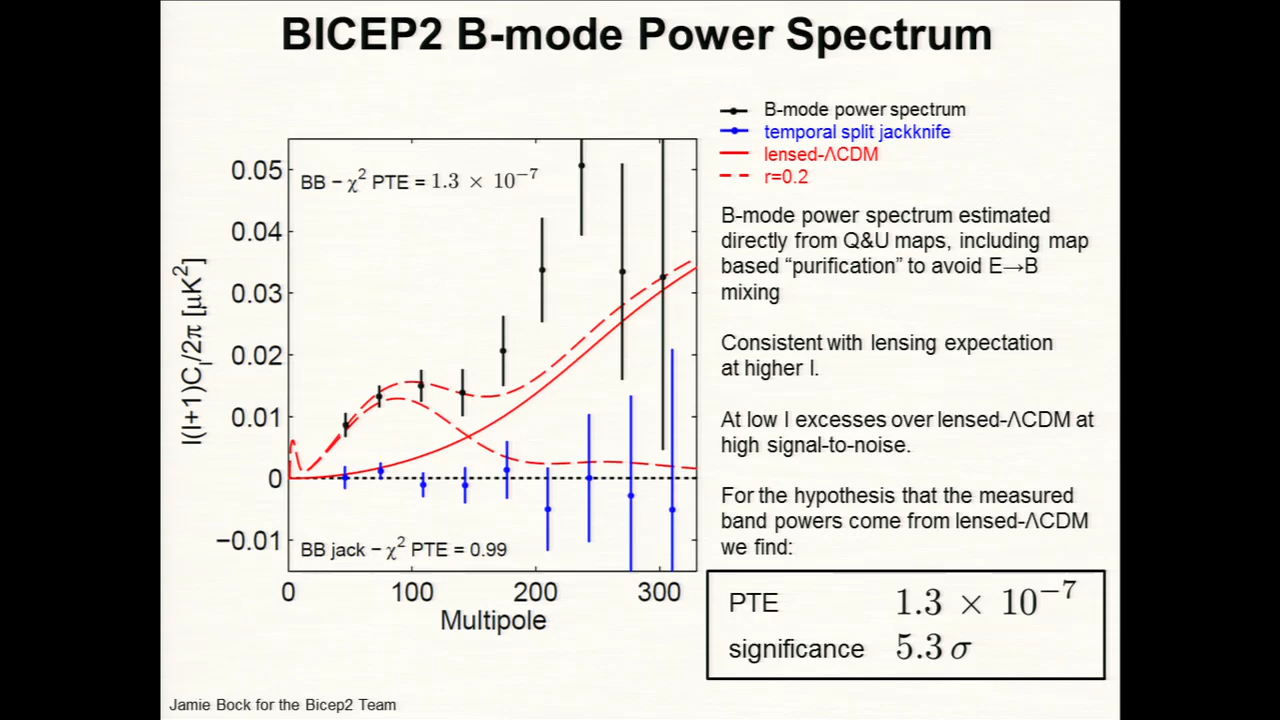 BICEP2 B-mode Power Spectrum
B-mode power spectrum
temporal split jackknife
lensed-ΛCDM
r=0.2
BB − χ² PTE = 1.3 × 10⁻⁷
0.05
0.04
0.03
0.02
0.01
0
−0.01
l(l+1)Cₗ/2π [μK²]
BB jack − χ² PTE = 0.99
0 100 200 300
Multipole
B-mode power spectrum estimated
directly from Q&U maps, including map
based “purification” to avoid E→B
mixing
Consistent with lensing expectation
at higher l.
At low l excesses over lensed-ΛCDM at
high signal-to-noise.
For the hypothesis that the measured
band powers come from lensed-ΛCDM
we find:
PTE 1.3 × 10⁻⁷
significance 5.3 σ
Jamie Bock for the Bicep2 Team